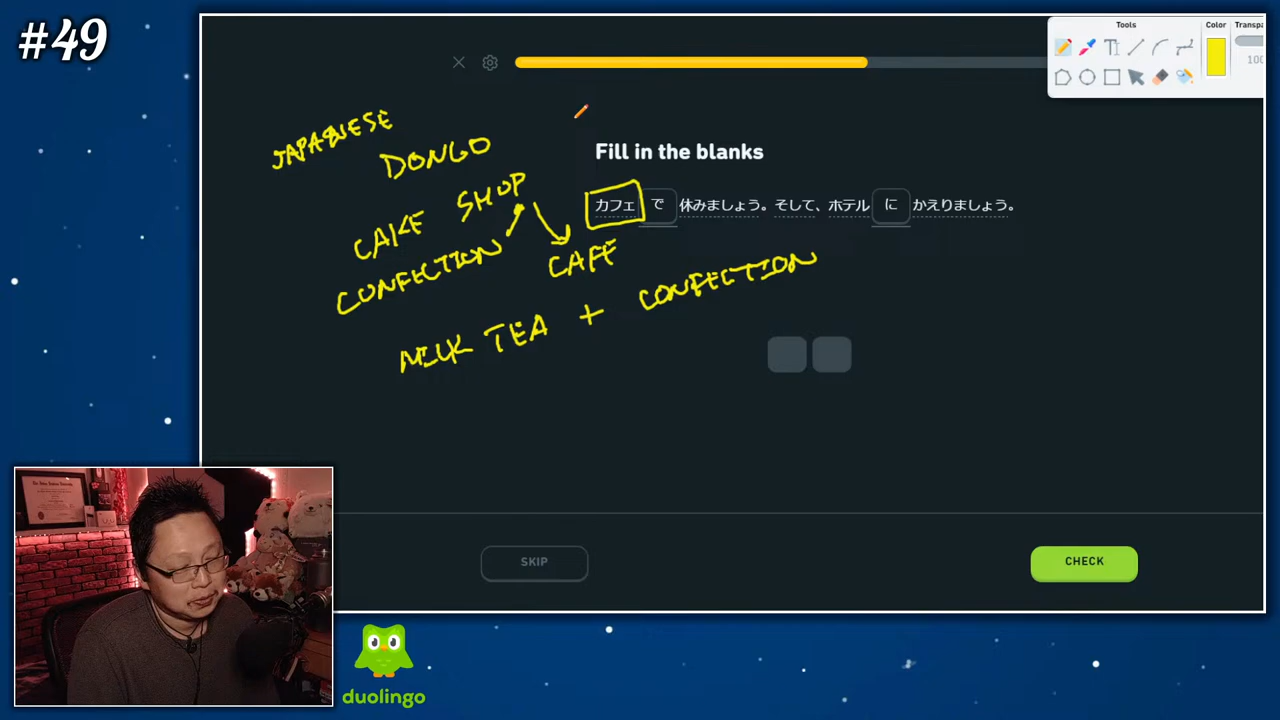 #49
Tools
Color
Transpa
100
Fill in the blanks
カフェ で 休みましょう。そして、ホテル に かえりましょう。
JAPANESE
DONGO
CAKE SHOP
CONFECTION
CAFE
MILK TEA + CONFECTION
SKIP
CHECK
duolingo